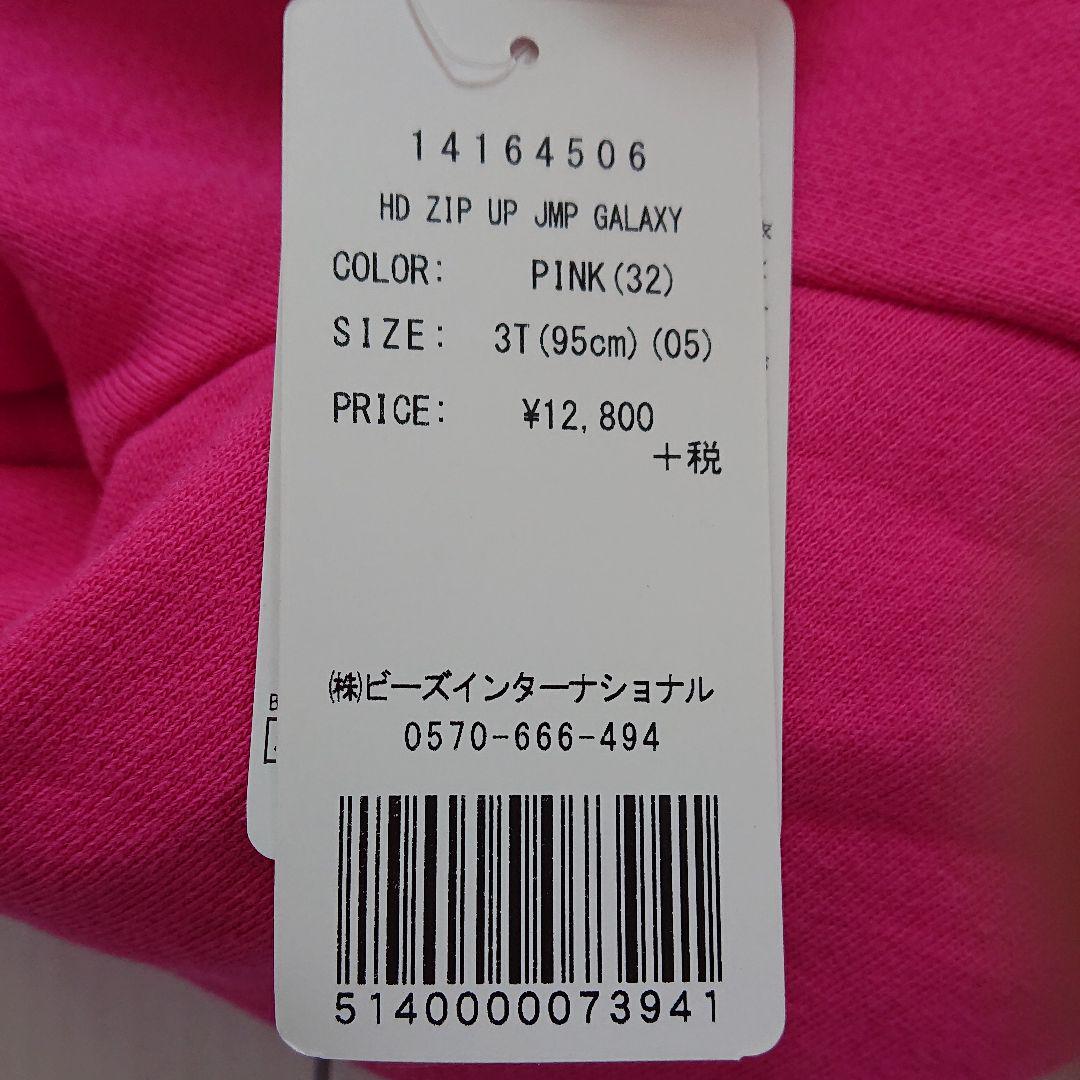 14164506
HD ZIP UP JMP GALAXY
COLOR: PINK(32)
SIZE: 3T(95cm)(05)
PRICE: ¥12,800
+税
㈱ビーズインターナショナル
0570-666-494
5140000073941